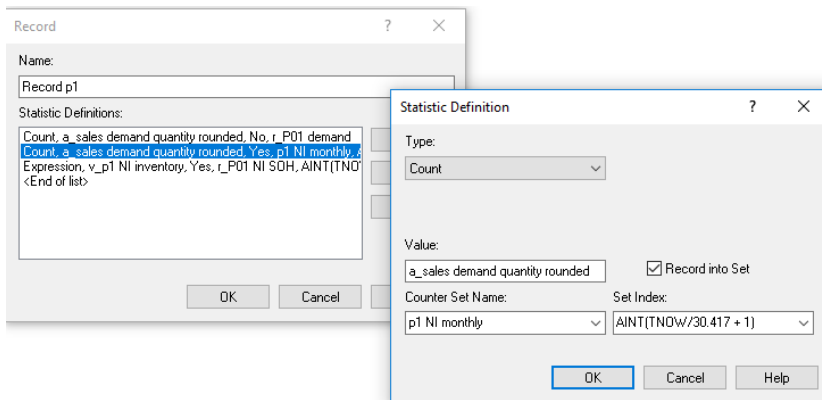 Record ? ×
Name:
Record p1
Statistic Definitions:
Count, a_sales demand quantity rounded, No, r_P01 demand
Count, a_sales demand quantity rounded, Yes, p1 NI monthly, A
Expression, v_p1 NI inventory, Yes, r_P01 NI SOH, AINT(TNO
<End of list>
OK Cancel
Statistic Definition ? ×
Type:
Count
Value:
a_sales demand quantity rounded
Record into Set
Counter Set Name: Set Index:
p1 NI monthly AINT(TNOW/30.417 + 1)
OK Cancel Help